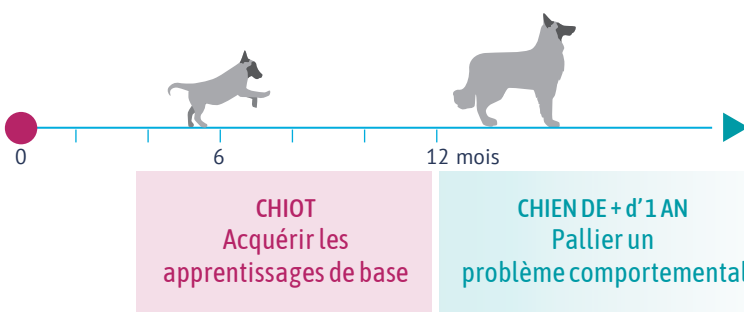 0
6
12 mois
CHIOT
Acquérir les
apprentissages de base
CHIEN DE + d'1 AN
Pallier un
problème comportemental